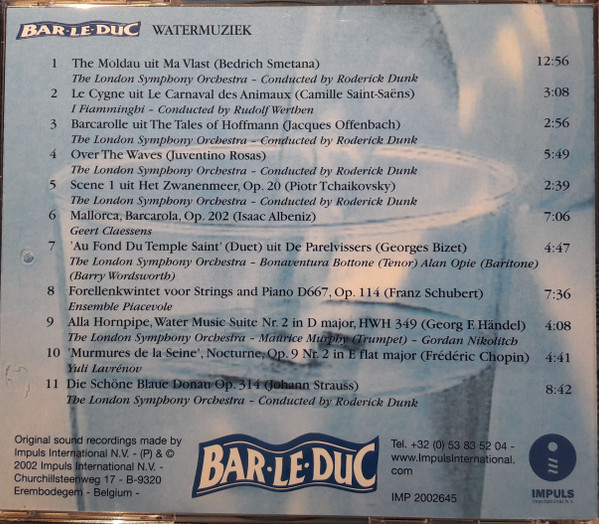 BAR·LE·DUC WATERMUZIEK
1 The Moldau uit Ma Vlast (Bedrich Smetana) 12:56
The London Symphony Orchestra - Conducted by Roderick Dunk
2 Le Cygne uit Le Carnaval des Animaux (Camille Saint-Saëns) 3:08
I Fiamminghi - Conducted by Rudolf Werthen
3 Barcarolle uit The Tales of Hoffmann (Jacques Offenbach) 2:56
The London Symphony Orchestra - Conducted by Roderick Dunk
4 Over The Waves (Juventino Rosas) 5:49
The London Symphony Orchestra - Conducted by Roderick Dunk
5 Scene 1 uit Het Zwanenmeer, Op. 20 (Piotr Tchaikovsky) 2:39
The London Symphony Orchestra - Conducted by Roderick Dunk
6 Mallorca, Barcarola, Op. 202 (Isaac Albeniz) 7:06
Geert Claessens
7 'Au Fond Du Temple Saint' (Duet) uit De Parelvissers (Georges Bizet) 4:47
The London Symphony Orchestra - Bonaventura Bottone (Tenor) Alan Opie (Baritone)
(Barry Wordsworth)
8 Forellenkwintet voor Strings and Piano D667, Op. 114 (Franz Schubert) 7:36
Ensemble Piacevole
9 Alla Hornpipe, Water Music Suite Nr. 2 in D major, HWH 349 (Georg F. Händel) 4:08
The London Symphony Orchestra - Maurice Murphy (Trumpet) - Gordan Nikolitch
10 'Murmures de la Seine', Nocturne, Op. 9 Nr. 2 in E flat major (Frédéric Chopin) 4:41
Yuli Lavrénov
11 Die Schöne Blaue Donau Op. 314 (Johann Strauss) 8:42
The London Symphony Orchestra - Conducted by Roderick Dunk
Original sound recordings made by
Impuls International N.V. - (P) & ©
2002 Impuls International N.V. -
Churchillsteenweg 17 - B-9320
Erembodegem - Belgium -
BAR·LE·DUC
Tel. +32 (0) 53 83 52 04 -
www.ImpulsInternational.
com
IMP 2002645
IMPULS
International N.V.